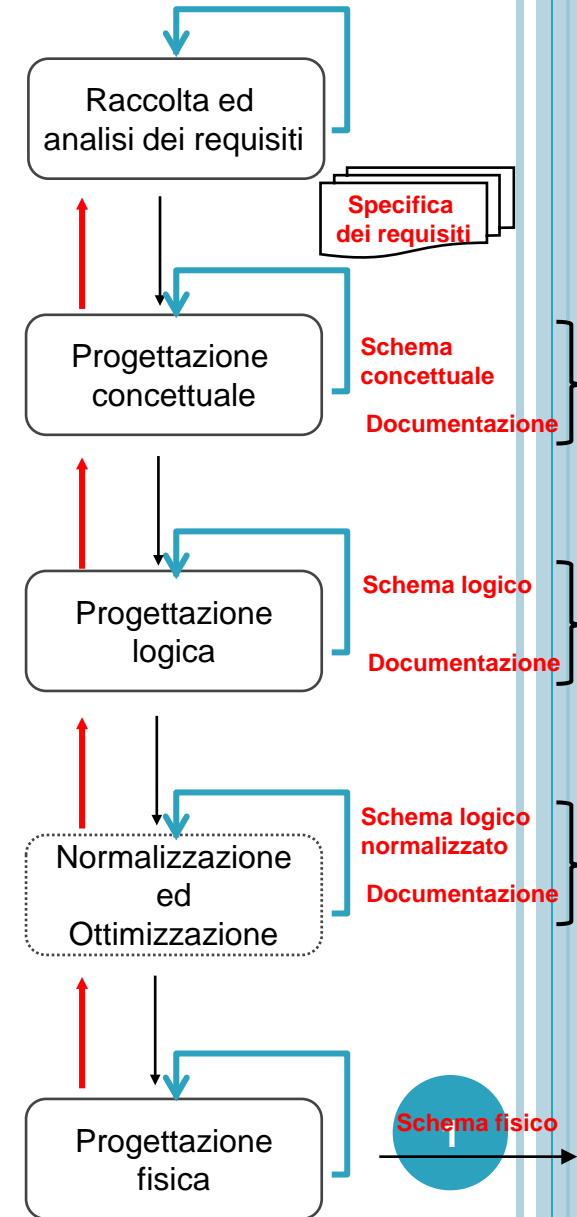 Raccolta ed
analisi dei requisiti
Specifica
dei requisiti
Progettazione
concettuale
Schema
concettuale
Documentazione
Progettazione
logica
Schema logico
Documentazione
Normalizzazione
ed
Ottimizzazione
Schema logico
normalizzato
Documentazione
Progettazione
fisica
Schema fisico